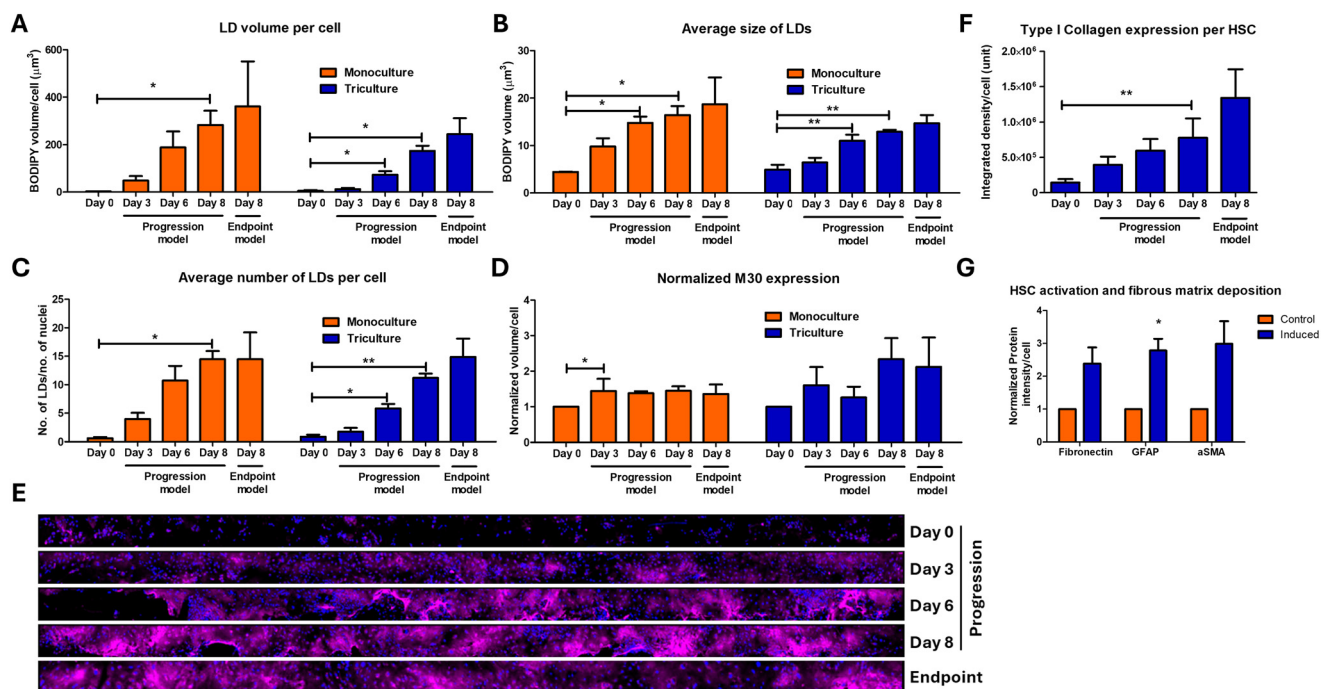 A
LD volume per cell
BODIPY volume/cell (μm³)
600
400
200
0
*
*
*
Monoculture
Triculture
Day 0 Day 3 Day 6 Day 8 Day 8 Day 0 Day 3 Day 6 Day 8 Day 8
Progression model
Endpoint model
Progression model
Endpoint model
B
Average size of LDs
BODIPY volume (μm³)
30
20
10
0
*
*
**
**
Monoculture
Triculture
Day 0 Day 3 Day 6 Day 8 Day 8 Day 0 Day 3 Day 6 Day 8 Day 8
Progression model
Endpoint model
Progression model
Endpoint model
F
Type I Collagen expression per HSC
Integrated density/cell (unit)
2.0×10⁶
1.5×10⁶
1.0×10⁶
5.0×10⁵
0
**
Day 0 Day 3 Day 6 Day 8 Day 8
Progression model
Endpoint model
C
Average number of LDs per cell
No. of LDs/no. of nuclei
25
20
15
10
5
0
*
**
*
Monoculture
Triculture
Day 0 Day 3 Day 6 Day 8 Day 8 Day 0 Day 3 Day 6 Day 8 Day 8
Progression model
Endpoint model
Progression model
Endpoint model
D
Normalized M30 expression
Normalized volume/cell
4
3
2
1
0
*
Monoculture
Triculture
Day 0 Day 3 Day 6 Day 8 Day 8 Day 0 Day 3 Day 6 Day 8 Day 8
Progression model
Endpoint model
Progression model
Endpoint model
G
HSC activation and fibrous matrix deposition
Normalized Protein intensity/cell
4
3
2
1
0
*
Control
Induced
Fibronectin GFAP aSMA
E
Day 0
Day 3
Day 6
Day 8
Endpoint
Progression